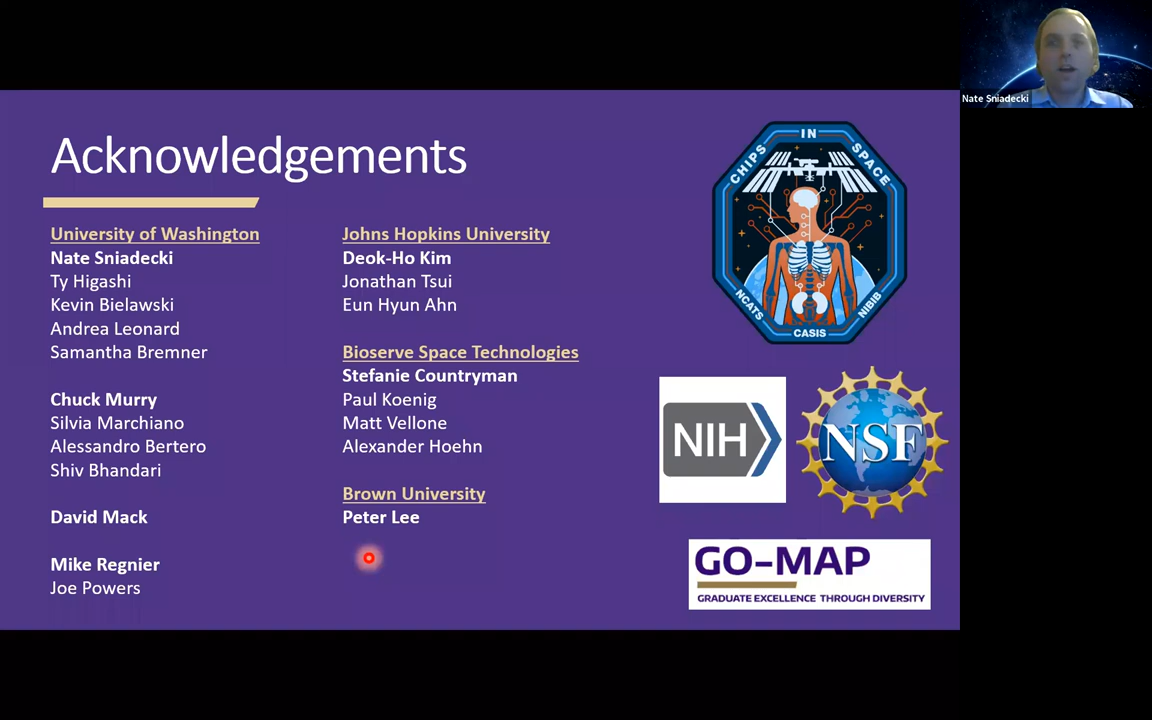 Acknowledgements
University of Washington
Nate Sniadecki
Ty Higashi
Kevin Bielawski
Andrea Leonard
Samantha Bremner
Chuck Murry
Silvia Marchiano
Alessandro Bertero
Shiv Bhandari
David Mack
Mike Regnier
Joe Powers
Johns Hopkins University
Deok-Ho Kim
Jonathan Tsui
Eun Hyun Ahn
Bioserve Space Technologies
Stefanie Countryman
Paul Koenig
Matt Vellone
Alexander Hoehn
Brown University
Peter Lee
CHIPS IN SPACE
NCATS CASIS NIBIB
NIH
NSF
GO-MAP
GRADUATE EXCELLENCE THROUGH DIVERSITY
Nate Sniadecki